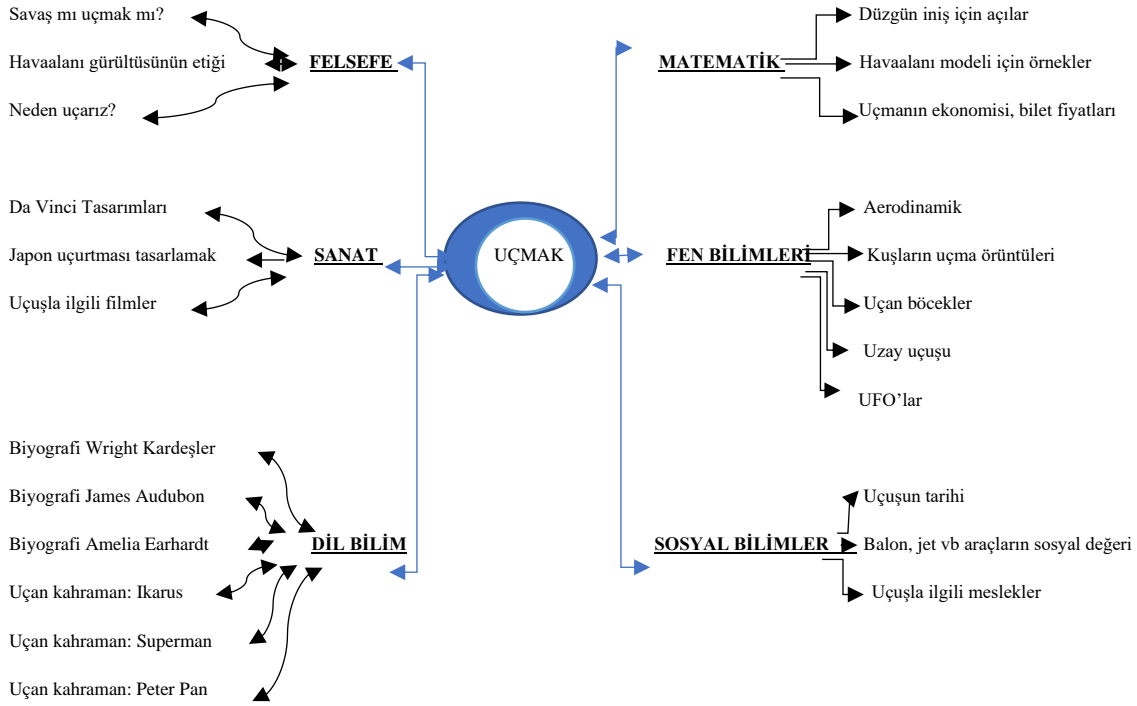 Savaş mı uçmak mı?
Havaalanı gürültüsünün etiği
Neden uçarız?
FELSEFE
Da Vinci Tasarımları
Japon uçurtması tasarlamak
Uçuşla ilgili filmler
SANAT
Biyografi Wright Kardeşler
Biyografi James Audubon
Biyografi Amelia Earhardt
Uçan kahraman: Ikarus
Uçan kahraman: Superman
Uçan kahraman: Peter Pan
DİL BİLİM
UÇMAK
MATEMATİK
Düzgün iniş için açılar
Havaalanı modeli için örnekler
Uçmanın ekonomisi, bilet fiyatları
FEN BİLİMLERİ
Aerodinamik
Kuşların uçma örüntüleri
Uçan böcekler
Uzay uçuşu
UFO’lar
SOSYAL BİLİMLER
Uçuşun tarihi
Balon, jet vb araçların sosyal değeri
Uçuşla ilgili meslekler